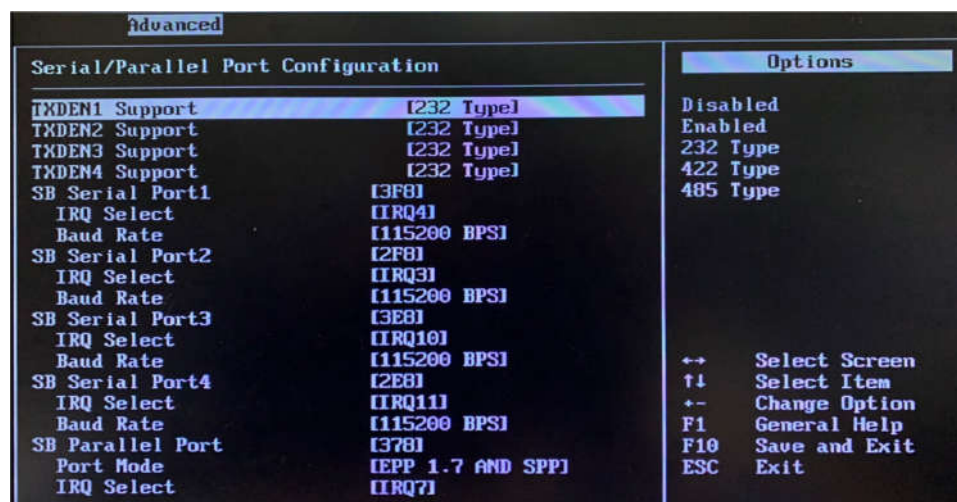 Advanced
Serial/Parallel Port Configuration
TXDEN1 Support [232 Type]
TXDEN2 Support [232 Type]
TXDEN3 Support [232 Type]
TXDEN4 Support [232 Type]
SB Serial Port1 [3F8]
IRQ Select [IRQ4]
Baud Rate [115200 BPS]
SB Serial Port2 [2F8]
IRQ Select [IRQ3]
Baud Rate [115200 BPS]
SB Serial Port3 [3E8]
IRQ Select [IRQ10]
Baud Rate [115200 BPS]
SB Serial Port4 [2E8]
IRQ Select [IRQ11]
Baud Rate [115200 BPS]
SB Parallel Port [378]
Port Mode [EPP 1.7 AND SPP]
IRQ Select [IRQ7]
Options
Disabled
Enabled
232 Type
422 Type
485 Type
↔ Select Screen
↑↓ Select Item
+- Change Option
F1 General Help
F10 Save and Exit
ESC Exit